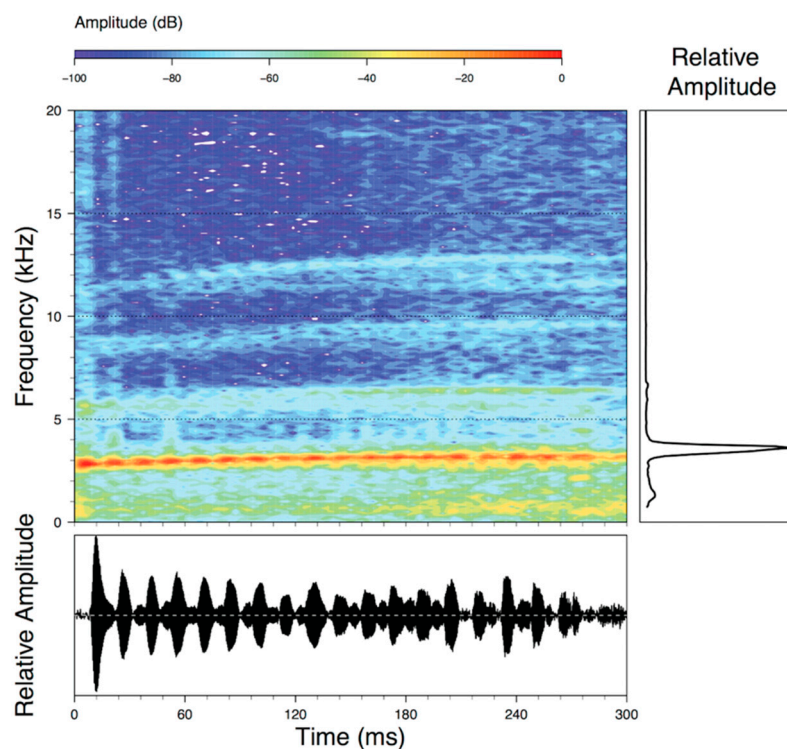 Amplitude (dB)
−100 −80 −60 −40 −20 0
Relative
Amplitude
Frequency (kHz)
20
15
10
5
0
Relative Amplitude
0 60 120 180 240 300
Time (ms)